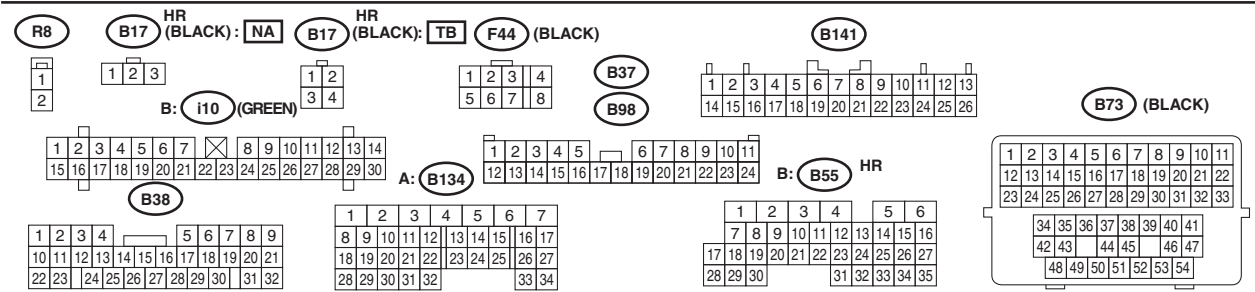 R8
B17 HR (BLACK) : NA
B17 HR (BLACK): TB
F44 (BLACK)
B141
1
2
1 2 3
1 2
3 4
1 2 3 4
5 6 7 8
B37
B98
1 2 3 4 5 6 7 8 9 10 11 12 13
14 15 16 17 18 19 20 21 22 23 24 25 26
B73 (BLACK)
B: i10 (GREEN)
1 2 3 4 5 6 7 8 9 10 11 12 13 14
15 16 17 18 19 20 21 22 23 24 25 26 27 28 29 30
1 2 3 4 5 6 7 8 9 10 11
12 13 14 15 16 17 18 19 20 21 22 23 24
1 2 3 4 5 6 7 8 9 10 11
12 13 14 15 16 17 18 19 20 21 22
23 24 25 26 27 28 29 30 31 32 33
34 35 36 37 38 39 40 41
42 43 44 45 46 47
48 49 50 51 52 53 54
B38
1 2 3 4 5 6 7 8 9
10 11 12 13 14 15 16 17 18 19 20 21
22 23 24 25 26 27 28 29 30 31 32
A: B134
1 2 3 4 5 6 7
8 9 10 11 12 13 14 15 16 17
18 19 20 21 22 23 24 25 26 27
28 29 30 31 32 33 34
B: B55 HR
1 2 3 4 5 6
7 8 9 10 11 12 13 14 15 16
17 18 19 20 21 22 23 24 25 26 27
28 29 30 31 32 33 34 35